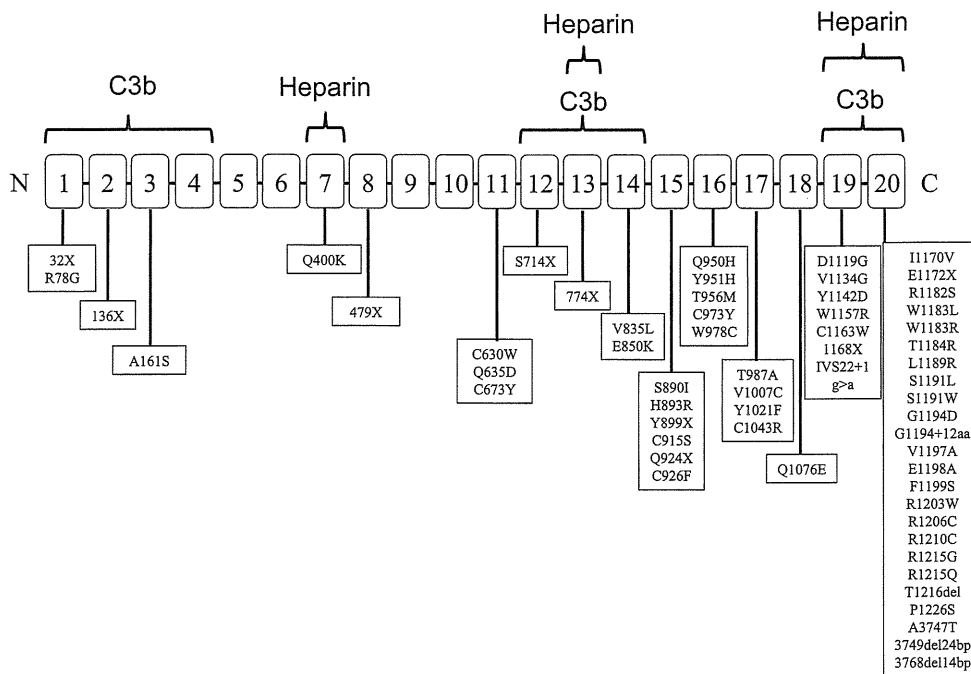 Heparin
Heparin
C3b
Heparin
C3b
C3b
N 1 2 3 4 5 6 7 8 9 10 11 12 13 14 15 16 17 18 19 20 C
32X
R78G
136X
A161S
Q400K
479X
C630W
Q635D
C673Y
S714X
774X
V835L
E850K
S890I
H893R
Y899X
C915S
Q924X
C926F
Q950H
Y951H
T956M
C973Y
W978C
T987A
V1007C
Y1021F
C1043R
Q1076E
D1119G
V1134G
Y1142D
W1157R
C1163W
1168X
IVS22+1
g>a
I1170V
E1172X
R1182S
W1183L
W1183R
T1184R
L1189R
S1191L
S1191W
G1194D
G1194+12aa
V1197A
E1198A
F1199S
R1203W
R1206C
R1210C
R1215G
R1215Q
T1216del
P1226S
A3747T
3749del24bp
3768del14bp